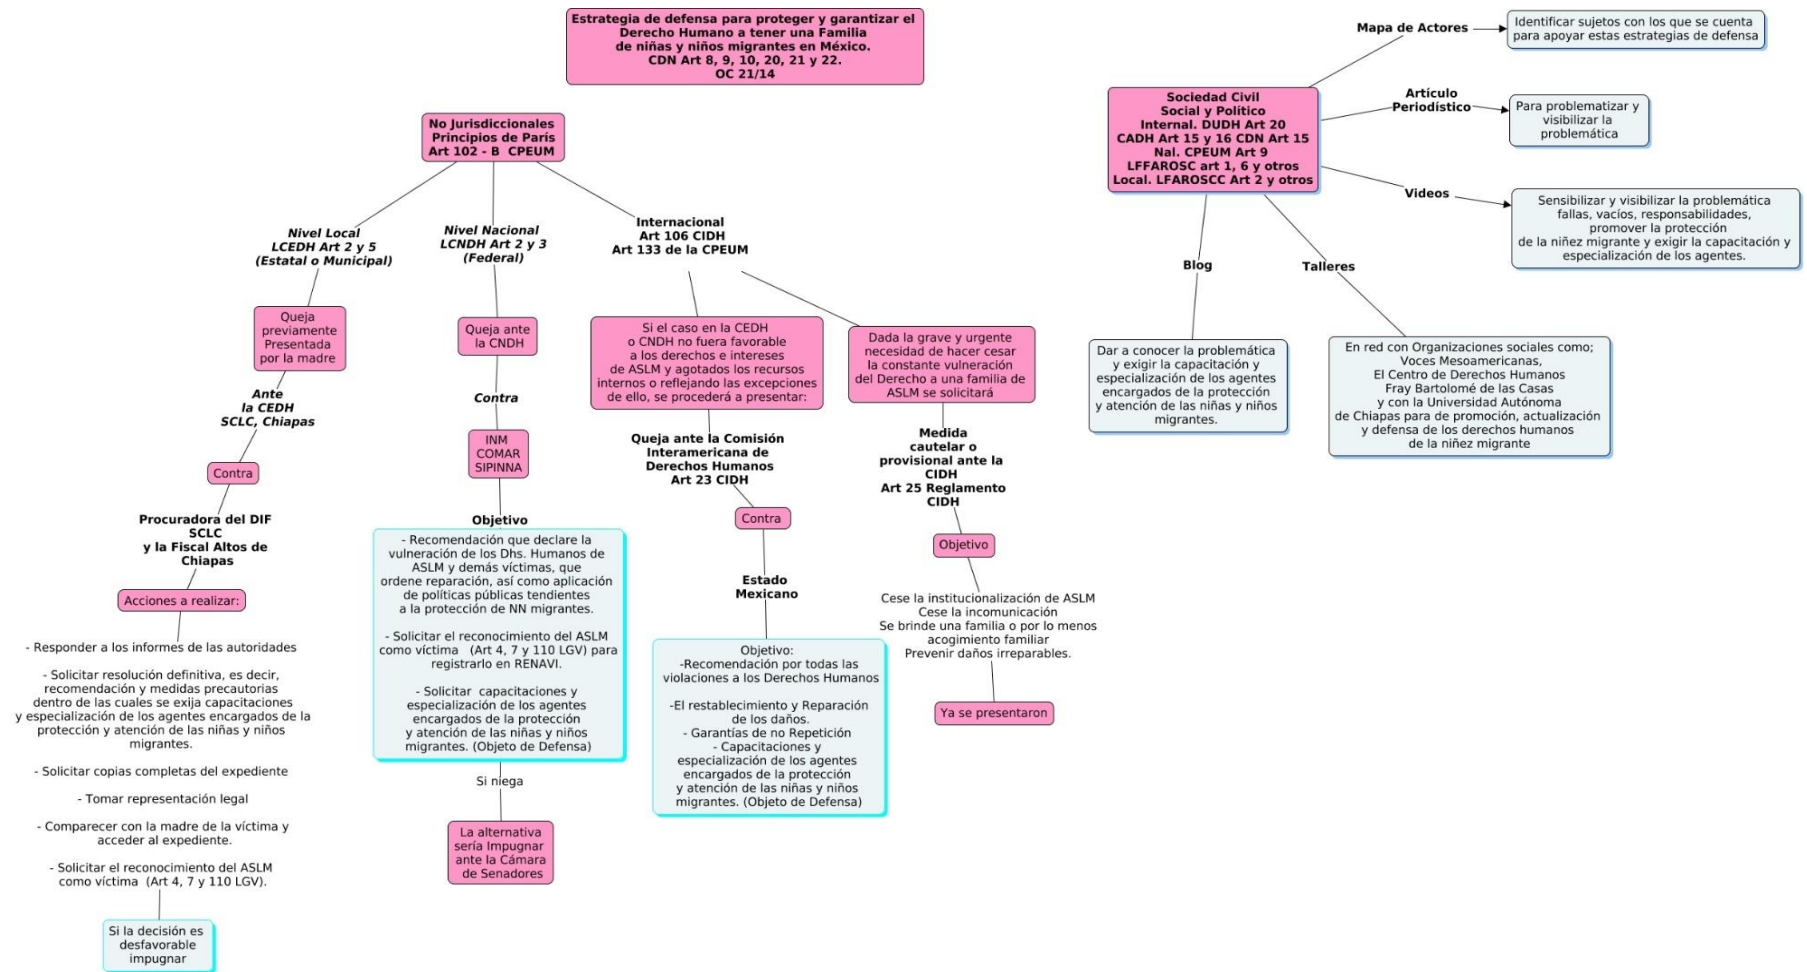 Estrategia de defensa para proteger y garantizar el
Derecho Humano a tener una Familia
de niñas y niños migrantes en México.
CDN Art 8, 9, 10, 20, 21 y 22.
OC 21/14
No Jurisdiccionales
Principios de París
Art 102 - B CPEUM
Nivel Local
LCEDH Art 2 y 5
(Estatal o Municipal)
Queja
previamente
Presentada
por la madre
Ante
la CEDH
SCLC, Chiapas
Contra
Procuradora del DIF
SCLC
y la Fiscal Altos de
Chiapas
Acciones a realizar:
- Responder a los informes de las autoridades
- Solicitar resolución definitiva, es decir,
recomendación y medidas precautorias
dentro de las cuales se exija capacitaciones
y especialización de los agentes encargados de la
protección y atención de las niñas y niños
migrantes.
- Solicitar copias completas del expediente
- Tomar representación legal
- Comparecer con la madre de la víctima y
acceder al expediente.
- Solicitar el reconocimiento del ASLM
como víctima (Art 4, 7 y 110 LGV).
Si la decisión es
desfavorable
impugnar
Nivel Nacional
LCNDH Art 2 y 3
(Federal)
Queja ante
la CNDH
Contra
INM
COMAR
SIPINNA
Objetivo
- Recomendación que declare la
vulneración de los Dhs. Humanos de
ASLM y demás víctimas, que
ordene reparación, así como aplicación
de políticas públicas tendientes
a la protección de NN migrantes.
- Solicitar el reconocimiento del ASLM
como víctima (Art 4, 7 y 110 LGV) para
registrarlo en RENAVI.
- Solicitar capacitaciones y
especialización de los agentes
encargados de la protección
y atención de las niñas y niños
migrantes. (Objeto de Defensa)
Si niega
La alternativa
sería Impugnar
ante la Cámara
de Senadores
Internacional
Art 106 CIDH
Art 133 de la CPEUM
Si el caso en la CEDH
o CNDH no fuera favorable
a los derechos e intereses
de ASLM y agotados los recursos
internos o reflejando las excepciones
de ello, se procederá a presentar:
Queja ante la Comisión
Interamericana de
Derechos Humanos
Art 23 CIDH
Contra
Estado
Mexicano
Objetivo:
-Recomendación por todas las
violaciones a los Derechos Humanos
-El restablecimiento y Reparación
de los daños.
- Garantías de no Repetición
- Capacitaciones y
especialización de los agentes
encargados de la protección
y atención de las niñas y niños
migrantes. (Objeto de Defensa)
Dada la grave y urgente
necesidad de hacer cesar
la constante vulneración
del Derecho a una familia de
ASLM se solicitará
Medida
cautelar o
provisional ante la
CIDH
Art 25 Reglamento
CIDH
Objetivo
Cese la institucionalización de ASLM
Cese la incomunicación
Se brinde una familia o por lo menos
acogimiento familiar
Prevenir daños irreparables.
Ya se presentaron
Sociedad Civil
Social y Político
Internal. DUDH Art 20
CADH Art 15 y 16 CDN Art 15
Nal. CPEUM Art 9
LFFAROSC art 1, 6 y otros
Local. LFAROSCC Art 2 y otros
Mapa de Actores
Identificar sujetos con los que se cuenta
para apoyar estas estrategias de defensa
Artículo
Periodístico
Para problematizar y
visibilizar la
problemática
Videos
Sensibilizar y visibilizar la problemática
fallas, vacíos, responsabilidades,
promover la protección
de la niñez migrante y exigir la capacitación y
especialización de los agentes.
Blog
Dar a conocer la problemática
y exigir la capacitación y
especialización de los agentes
encargados de la protección
y atención de las niñas y niños
migrantes.
Talleres
En red con Organizaciones sociales como;
Voces Mesoamericanas,
El Centro de Derechos Humanos
Fray Bartolomé de las Casas
y con la Universidad Autónoma
de Chiapas para de promoción, actualización
y defensa de los derechos humanos
de la niñez migrante